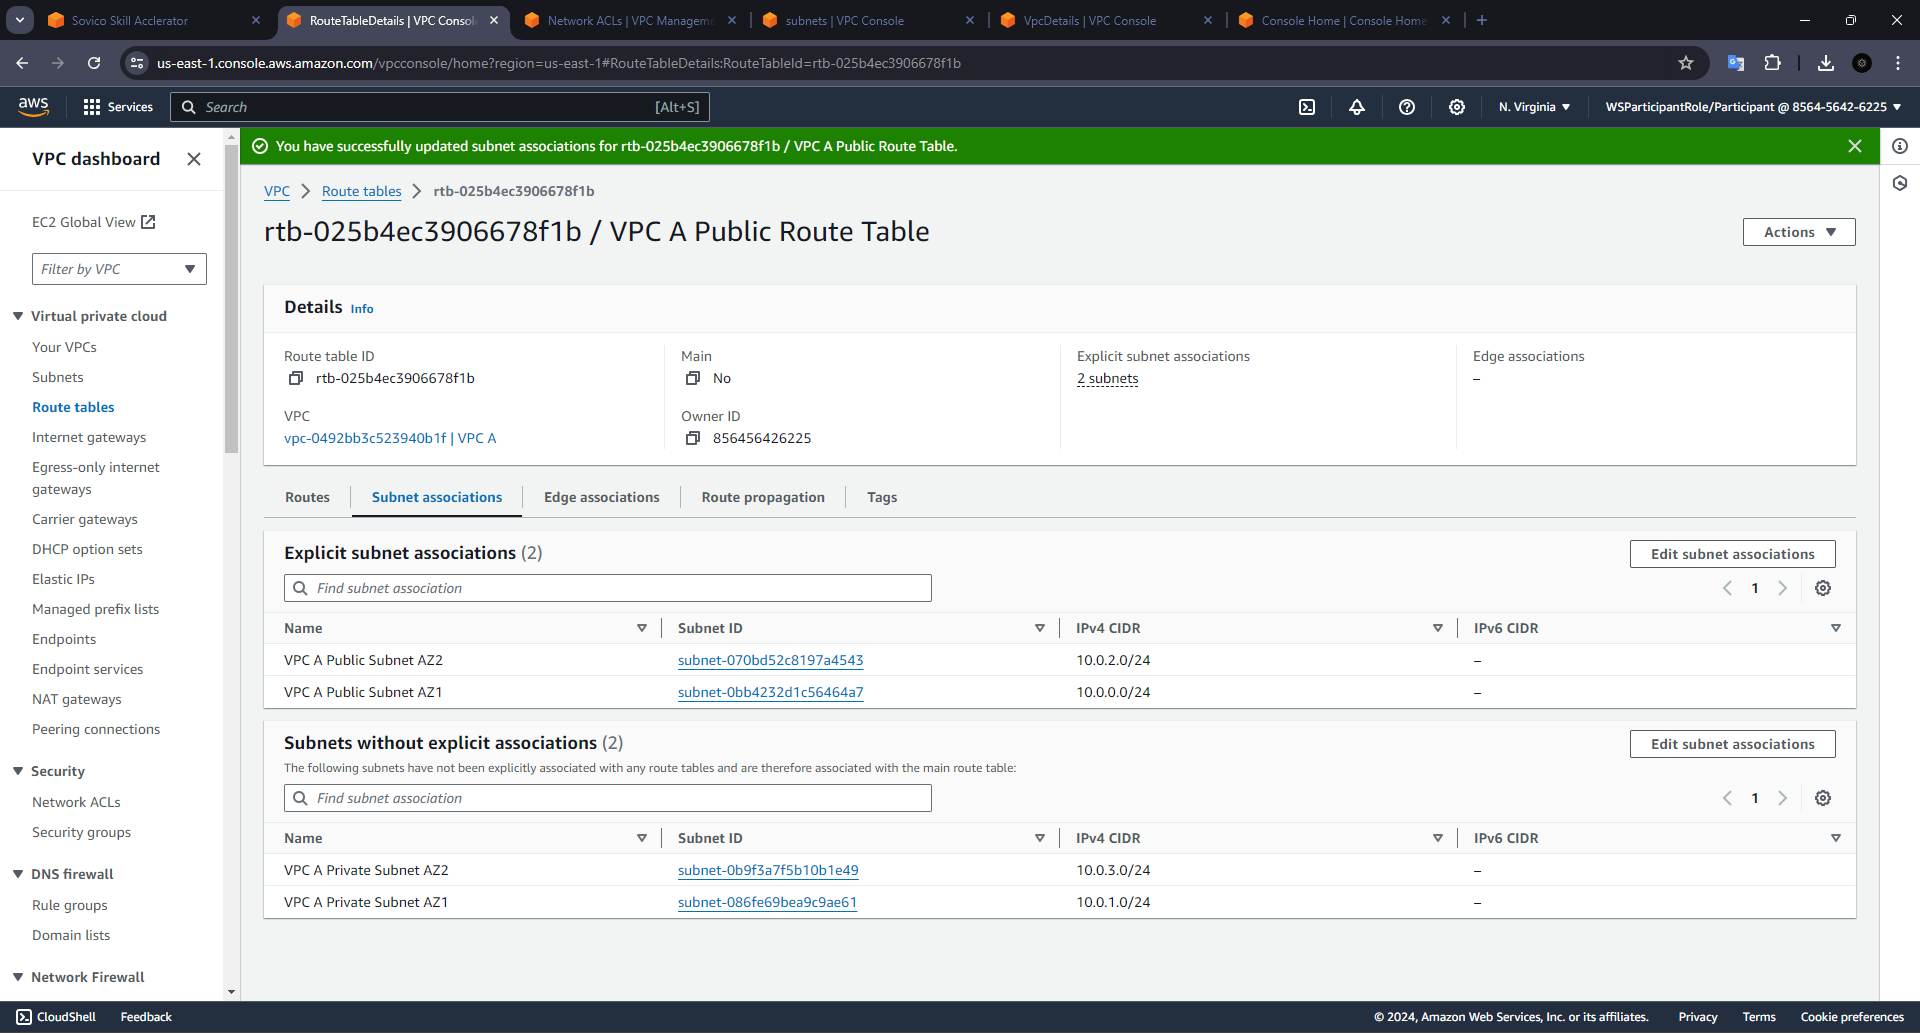 Sovico Skill Acclerator
RouteTableDetails | VPC Consol
Network ACLs | VPC Manageme
subnets | VPC Console
VpcDetails | VPC Console
Console Home | Console Home
us-east-1.console.aws.amazon.com/vpcconsole/home?region=us-east-1#RouteTableDetails:RouteTableId=rtb-025b4ec3906678f1b
aws
Services
Search
[Alt+S]
N. Virginia
WSParticipantRole/Participant @ 8564-5642-6225
VPC dashboard
EC2 Global View
Filter by VPC
Virtual private cloud
Your VPCs
Subnets
Route tables
Internet gateways
Egress-only internet
gateways
Carrier gateways
DHCP option sets
Elastic IPs
Managed prefix lists
Endpoints
Endpoint services
NAT gateways
Peering connections
Security
Network ACLs
Security groups
DNS firewall
Rule groups
Domain lists
Network Firewall
You have successfully updated subnet associations for rtb-025b4ec3906678f1b / VPC A Public Route Table.
VPC
Route tables
rtb-025b4ec3906678f1b
rtb-025b4ec3906678f1b / VPC A Public Route Table
Actions
Details Info
Route table ID
rtb-025b4ec3906678f1b
Main
No
Explicit subnet associations
2 subnets
Edge associations
–
VPC
vpc-0492bb3c523940b1f | VPC A
Owner ID
856456426225
Routes
Subnet associations
Edge associations
Route propagation
Tags
Explicit subnet associations (2)
Edit subnet associations
Find subnet association
1
Name Subnet ID IPv4 CIDR IPv6 CIDR
VPC A Public Subnet AZ2 subnet-070bd52c8197a4543 10.0.2.0/24 –
VPC A Public Subnet AZ1 subnet-0bb4232d1c56464a7 10.0.0.0/24 –
Subnets without explicit associations (2)
Edit subnet associations
The following subnets have not been explicitly associated with any route tables and are therefore associated with the main route table:
Find subnet association
1
Name Subnet ID IPv4 CIDR IPv6 CIDR
VPC A Private Subnet AZ2 subnet-0b9f3a7f5b10b1e49 10.0.3.0/24 –
VPC A Private Subnet AZ1 subnet-086fe69bea9c9ae61 10.0.1.0/24 –
CloudShell
Feedback
© 2024, Amazon Web Services, Inc. or its affiliates.
Privacy
Terms
Cookie preferences